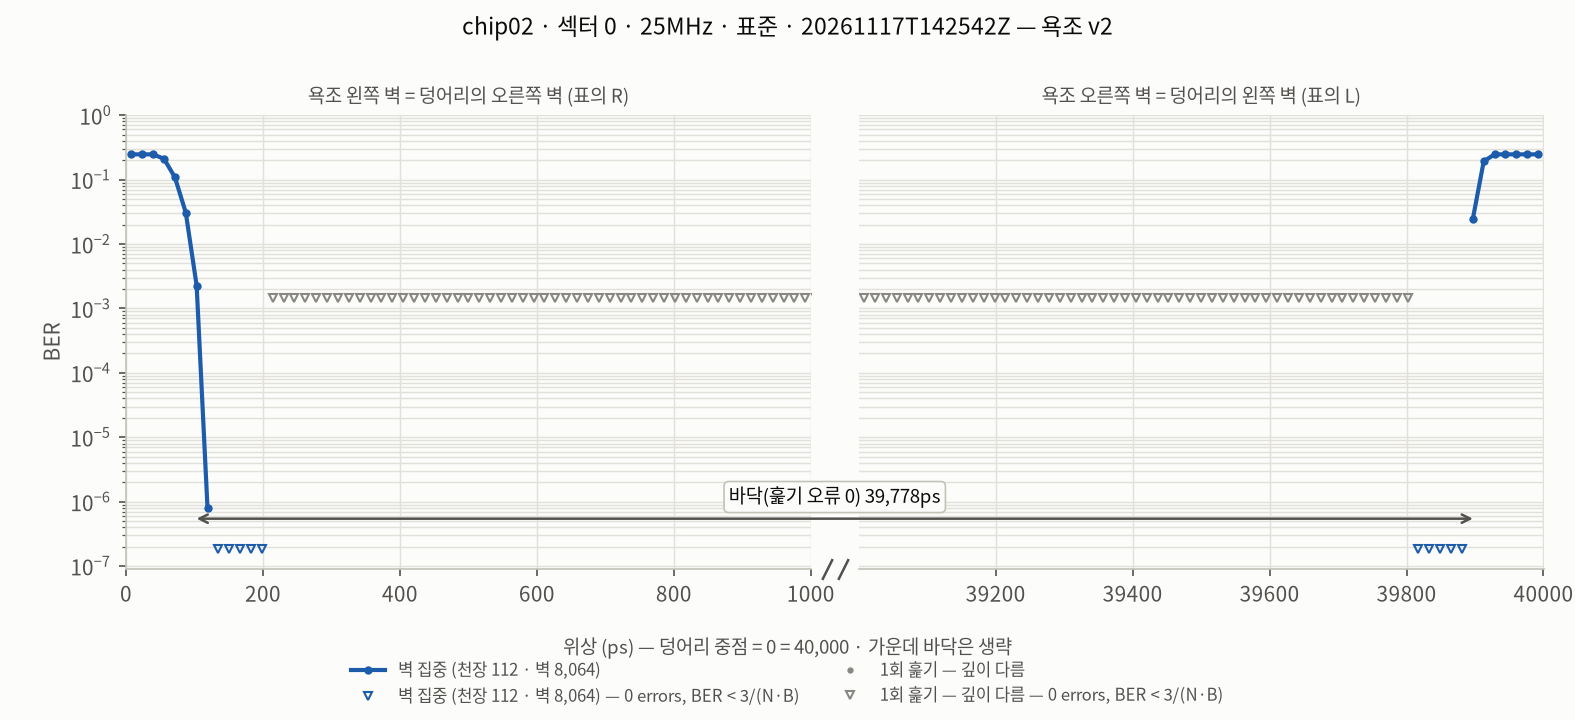 chip02 · 섹터 0 · 25MHz · 표준 · 20261117T142542Z — 욕조 v2
욕조 왼쪽 벽 = 덩어리의 오른쪽 벽 (표의 R)
욕조 오른쪽 벽 = 덩어리의 왼쪽 벽 (표의 L)
BER
10⁰
10⁻¹
10⁻²
10⁻³
10⁻⁴
10⁻⁵
10⁻⁶
10⁻⁷
바닥(훑기 오류 0) 39,778ps
0 200 400 600 800 1000 39200 39400 39600 39800 40000
위상 (ps) — 덩어리 중점 = 0 = 40,000 · 가운데 바닥은 생략
벽 집중 (천장 112 · 벽 8,064)
벽 집중 (천장 112 · 벽 8,064) — 0 errors, BER < 3/(N·B)
1회 훑기 — 깊이 다름
1회 훑기 — 깊이 다름 — 0 errors, BER < 3/(N·B)